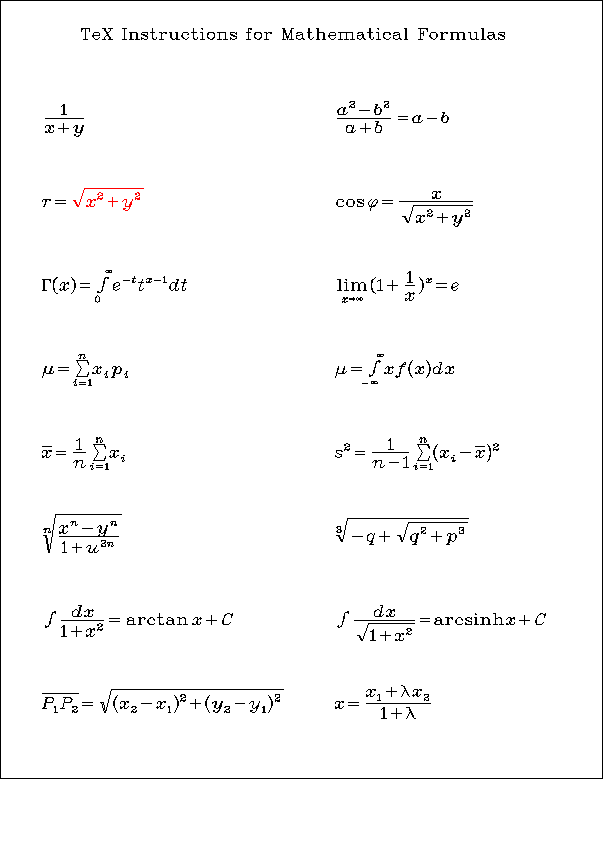 TeX Instructions for Mathematical Formulas
\frac{1}{x+y}
\frac{a^2-b^2}{a+b} = a-b
r = \sqrt{x^2+y^2}
\cos\varphi = \frac{x}{\sqrt{x^2+y^2}}
\Gamma(x) = \int_0^\infty e^{-t}t^{x-1}dt
\lim_{x\to\infty}(1+\frac{1}{x})^x = e
\mu = \sum_{i=1}^{n} x_i p_i
\mu = \int_{-\infty}^{\infty} xf(x)dx
\overline{x} = \frac{1}{n}\sum_{i=1}^{n} x_i
s^2 = \frac{1}{n-1}\sum_{i=1}^{n}(x_i-\overline{x})^2
\sqrt[n]{\frac{x^n-y^n}{1+u^{2n}}}
\sqrt[3]{-q+\sqrt{q^2+p^3}}
\int\frac{dx}{1+x^2} = arctan x+C
\int\frac{dx}{\sqrt{1+x^2}} = arcsinh x+C
\overline{P_1P_2} = \sqrt{(x_2-x_1)^2+(y_2-y_1)^2}
x = \frac{x_1+\lambda x_2}{1+\lambda}